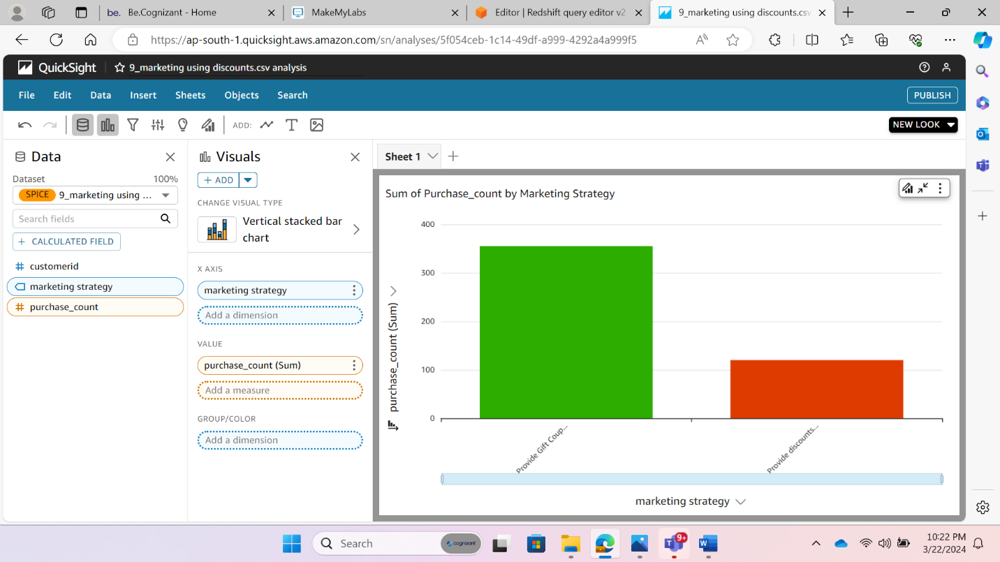 be. Be.Cognizant - Home
MakeMyLabs
Editor | Redshift query editor v2
9_marketing using discounts.csv
https://ap-south-1.quicksight.aws.amazon.com/sn/analyses/5f054ceb-1c14-49df-a999-4292a4a999f5
QuickSight
9_marketing using discounts.csv analysis
File Edit Data Insert Sheets Objects Search
PUBLISH
ADD:
NEW LOOK
Data
Dataset 100%
SPICE 9_marketing using ...
Search fields
+ CALCULATED FIELD
customerid
marketing strategy
purchase_count
Visuals
+ ADD
CHANGE VISUAL TYPE
Vertical stacked bar
chart
X AXIS
marketing strategy
Add a dimension
VALUE
purchase_count (Sum)
Add a measure
GROUP/COLOR
Add a dimension
Sheet 1
Sum of Purchase_count by Marketing Strategy
400
300
200
100
0
purchase_count (Sum)
Provide Gift Coup...
Provide discounts...
marketing strategy
Search
cognizant
9+
10:22 PM
3/22/2024